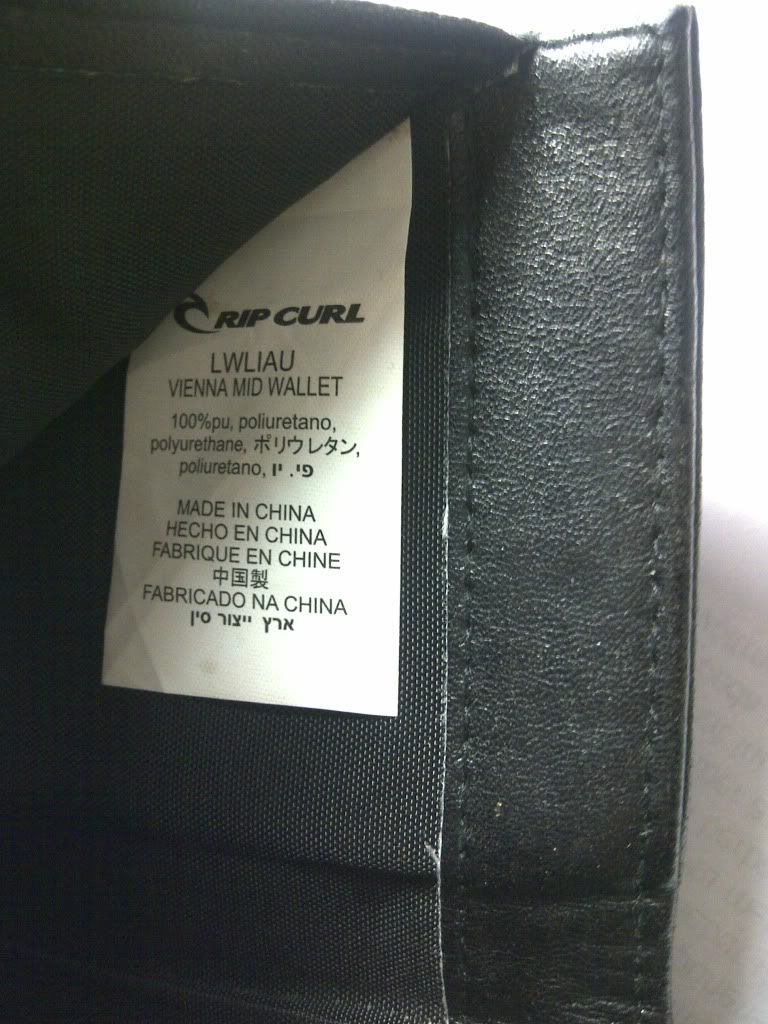 RIP CURL
LWLIAU
VIENNA MID WALLET
100%pu, poliuretano,
polyurethane, ポリウレタン,
poliuretano, פי. יו
MADE IN CHINA
HECHO EN CHINA
FABRIQUE EN CHINE
中国製
FABRICADO NA CHINA
ארץ ייצור סין